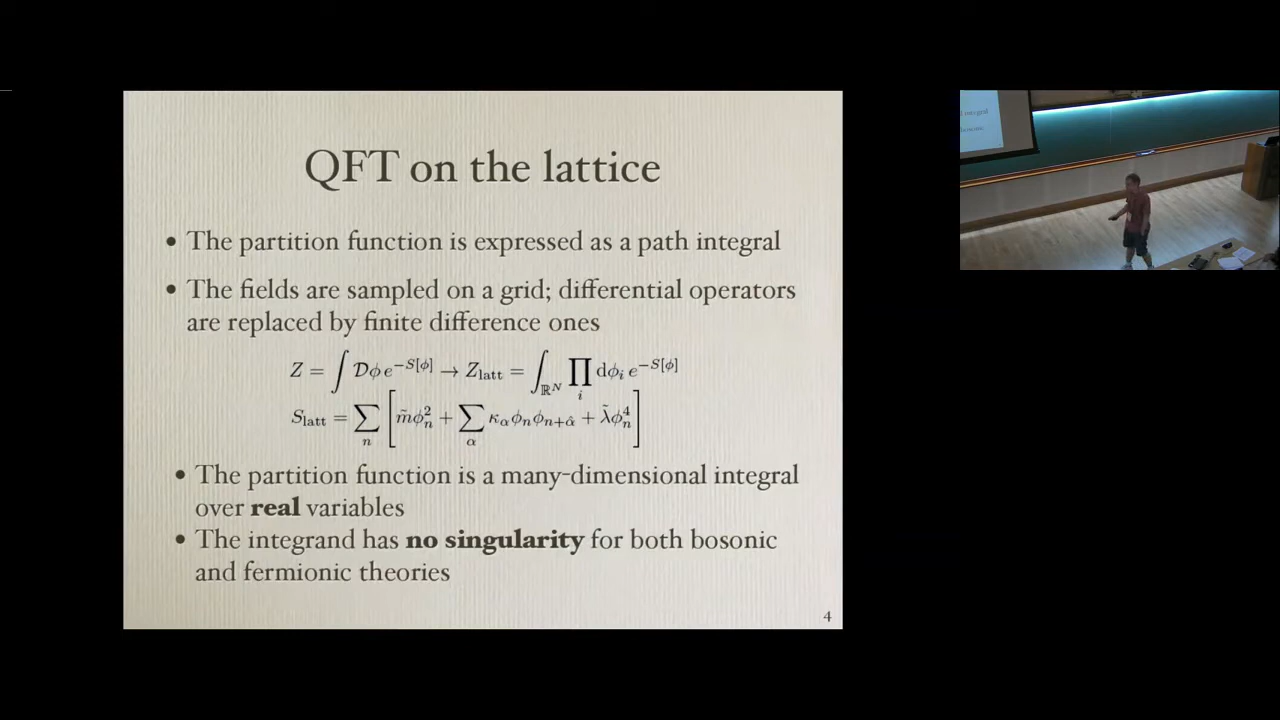 QFT on the lattice
• The partition function is expressed as a path integral
• The fields are sampled on a grid; differential operators
are replaced by finite difference ones
Z = ∫ 𝒟ϕ e^{−S[ϕ]} → Z_latt = ∫_{ℝ^N} ∏_i dϕ_i e^{−S[ϕ]}
S_latt = ∑_n [ m̃ϕ_n^2 + ∑_α κ_α ϕ_n ϕ_{n+α̂} + λ̃ϕ_n^4 ]
• The partition function is a many-dimensional integral
over real variables
• The integrand has no singularity for both bosonic
and fermionic theories
4